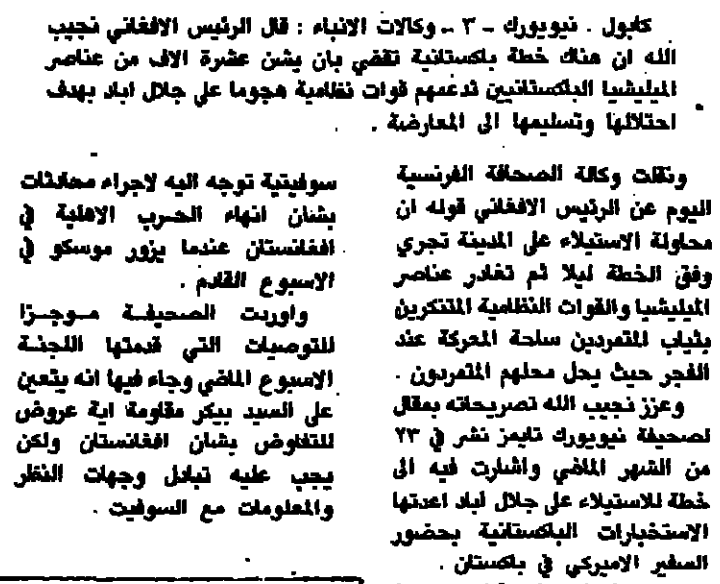 كابول . نيويورك - ٣ - وكالات الانباء : قال الرئيس الافغاني نجيب
الله ان هناك خطة باكستانية تقضي بان يشن عشرة الاف من عناصر
الميليشيا الباكستانيين تدعمهم قوات نظامية هجوما على جلال اباد بهدف
احتلالها وتسليمها الى المعارضة .
ونقلت وكالة الصحافة الفرنسية
اليوم عن الرئيس الافغاني قوله ان
محاولة الاستيلاء على المدينة تجري
وفق الخطة ليلا ثم تغادر عناصر
الميليشيا والقوات النظامية المتنكرين
بثياب المتمردين ساحة المعركة عند
الفجر حيث يحل محلهم المتمردون .
وعزز نجيب الله تصريحاته بمقال
لصحيفة نيويورك تايمز نشر في ٢٣
من الشهر الماضي واشارت فيه الى
خطة للاستيلاء على جلال اباد اعدتها
الاستخبارات الباكستانية بحضور
السفير الاميركي في باكستان .
سوفيتية توجه اليه لاجراء محادثات
بشان انهاء الحرب الاهلية في
افغانستان عندما يزور موسكو في
الاسبوع القادم .
واوردت الصحيفة موجزا
للتوصيات التي قدمتها اللجنة
الاسبوع الماضي وجاء فيها انه يتعين
على السيد بيكر مقاومة اية عروض
للتفاوض بشان افغانستان ولكن
يجب عليه تبادل وجهات النظر
والمعلومات مع السوفيت .